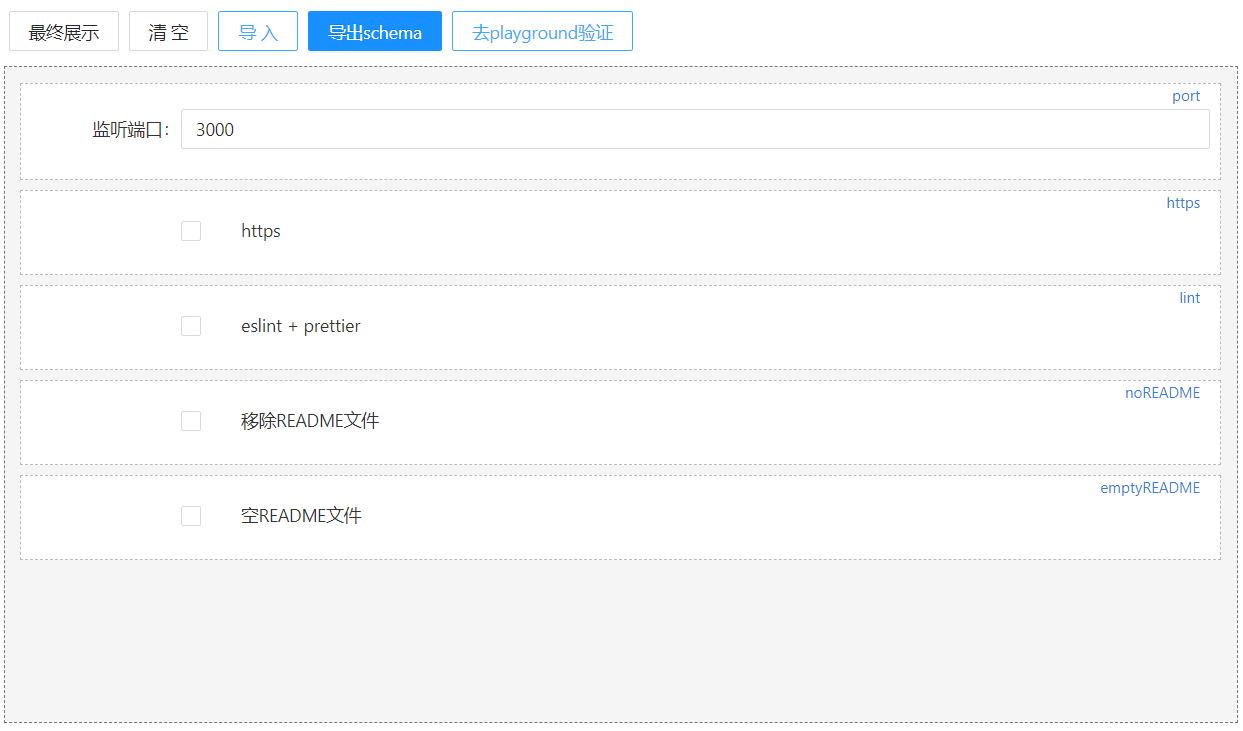 最终展示 清 空 导 入 导出schema 去playground验证
port
监听端口： 3000
https
https
lint
eslint + prettier
noREADME
移除README文件
emptyREADME
空README文件